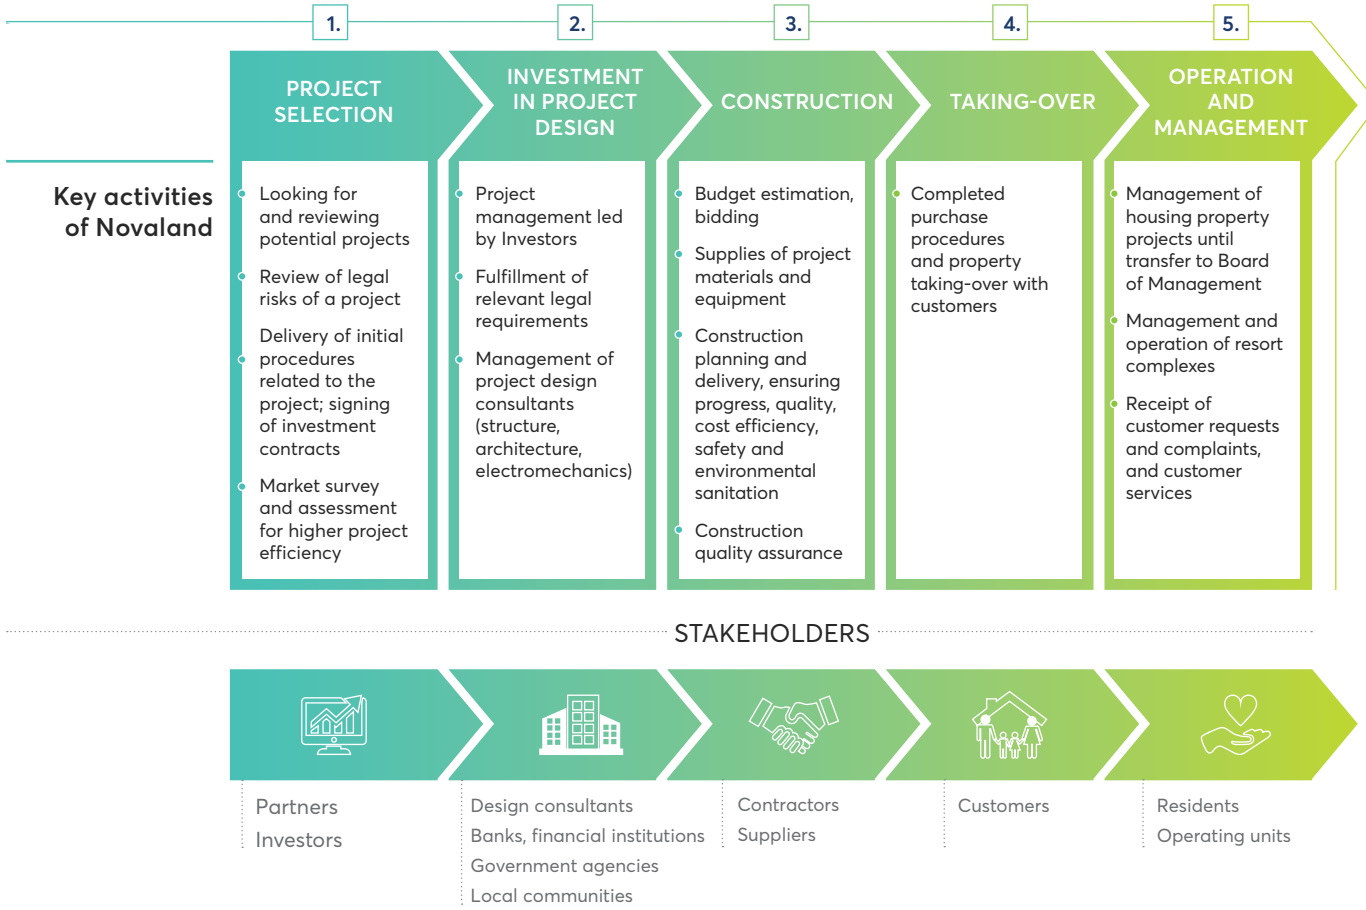 1.
2.
3.
4.
5.
PROJECT
SELECTION
INVESTMENT
IN PROJECT
DESIGN
CONSTRUCTION
TAKING-OVER
OPERATION
AND
MANAGEMENT
Key activities
of Novaland
Looking for
and reviewing
potential projects
Review of legal
risks of a project
Delivery of initial
procedures
related to the
project; signing
of investment
contracts
Market survey
and assessment
for higher project
efficiency
Project
management led
by Investors
Fulfillment of
relevant legal
requirements
Management of
project design
consultants
(structure,
architecture,
electromechanics)
Budget estimation,
bidding
Supplies of project
materials and
equipment
Construction
planning and
delivery, ensuring
progress, quality,
cost efficiency,
safety and
environmental
sanitation
Construction
quality assurance
Completed
purchase
procedures
and property
taking-over with
customers
Management of
housing property
projects until
transfer to Board
of Management
Management and
operation of resort
complexes
Receipt of
customer requests
and complaints,
and customer
services
STAKEHOLDERS
Partners
Investors
Design consultants
Banks, financial institutions
Government agencies
Local communities
Contractors
Suppliers
Customers
Residents
Operating units